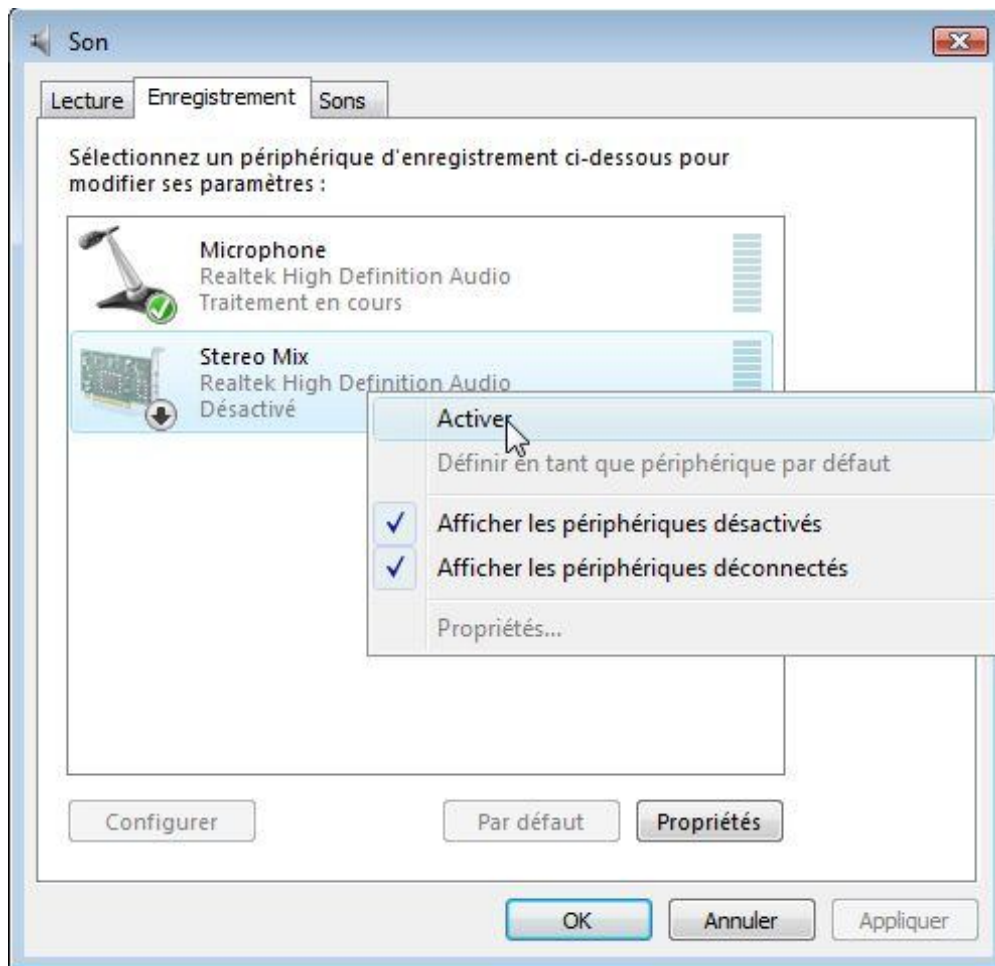 Son
Lecture Enregistrement Sons
Sélectionnez un périphérique d'enregistrement ci-dessous pour
modifier ses paramètres :
Microphone
Realtek High Definition Audio
Traitement en cours
Stereo Mix
Realtek High Definition Audio
Désactivé
Activer
Définir en tant que périphérique par défaut
Afficher les périphériques désactivés
Afficher les périphériques déconnectés
Propriétés...
Configurer Par défaut Propriétés
OK Annuler Appliquer